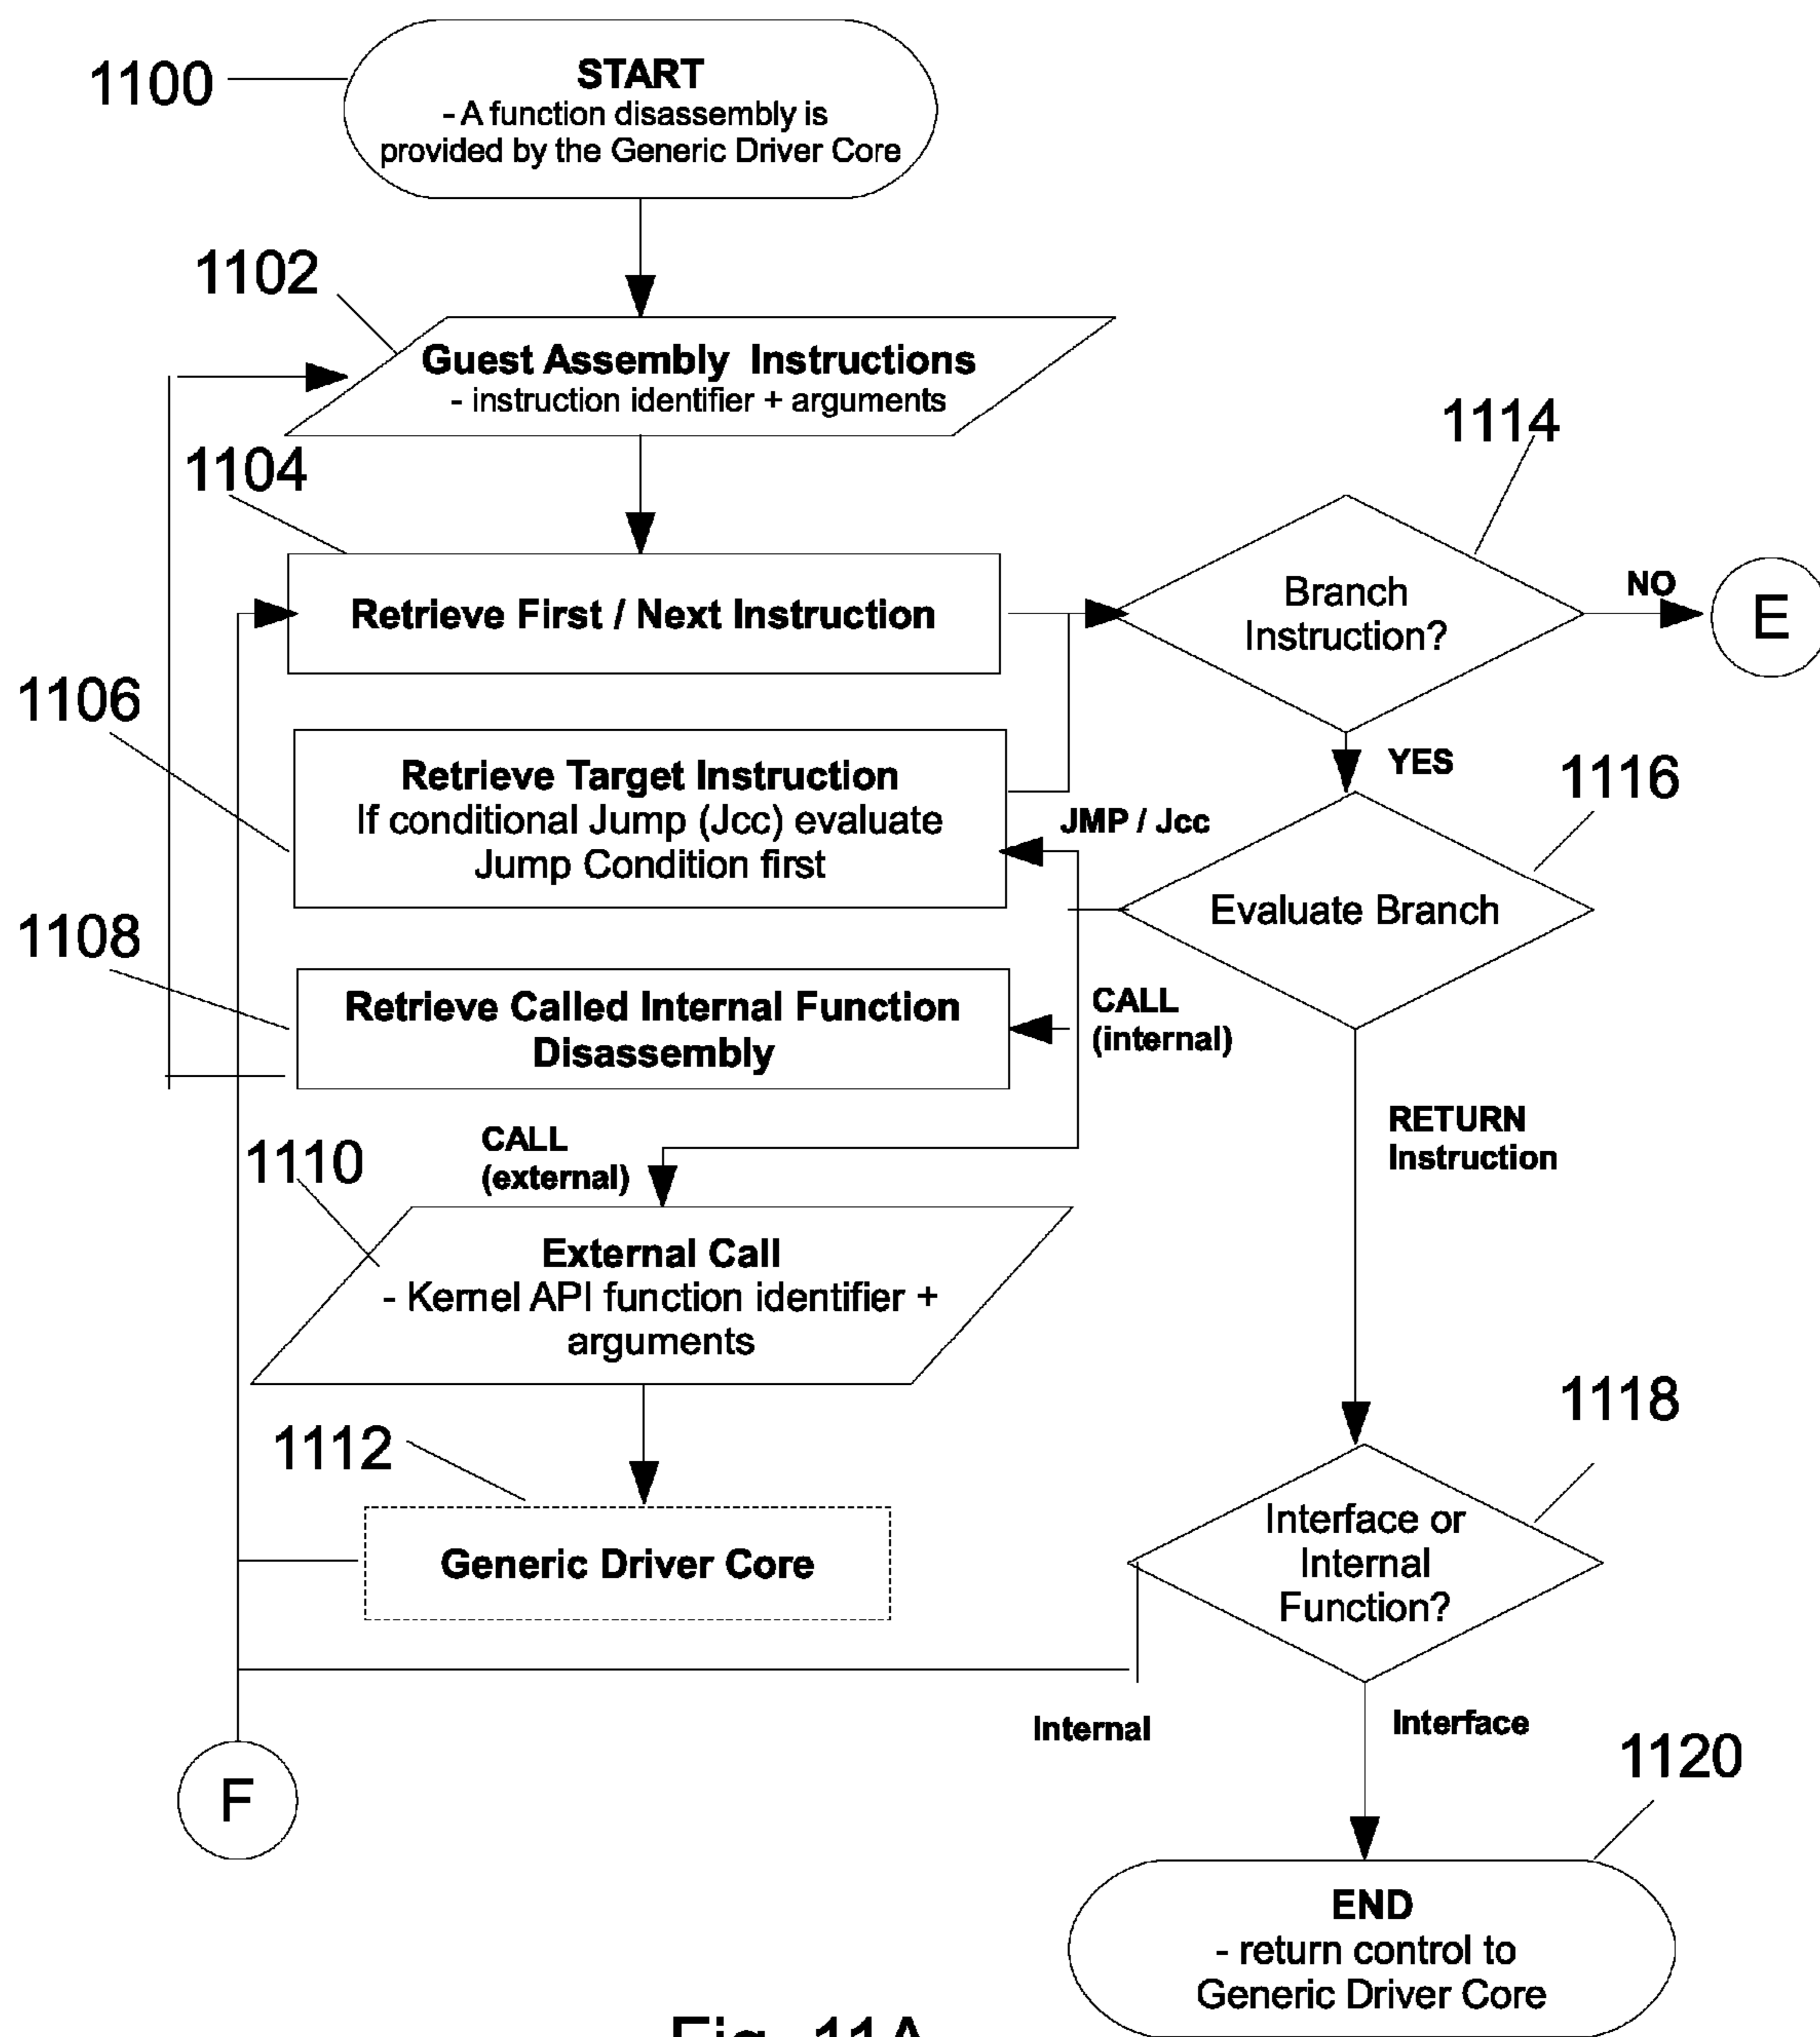 1100
START
- A function disassembly is
provided by the Generic Driver Core
1102
Guest Assembly Instructions
- instruction identifier + arguments
1104
Retrieve First / Next Instruction
1114
Branch
Instruction?
NO
E
YES
1106
Retrieve Target Instruction
If conditional Jump (Jcc) evaluate
Jump Condition first
JMP / Jcc
1116
Evaluate Branch
1108
Retrieve Called Internal Function
Disassembly
CALL
(internal)
RETURN
Instruction
CALL
(external)
1110
External Call
- Kernel API function identifier +
arguments
1112
Generic Driver Core
1118
Interface or
Internal
Function?
Internal
Interface
F
1120
END
- return control to
Generic Driver Core
Fig. 11A